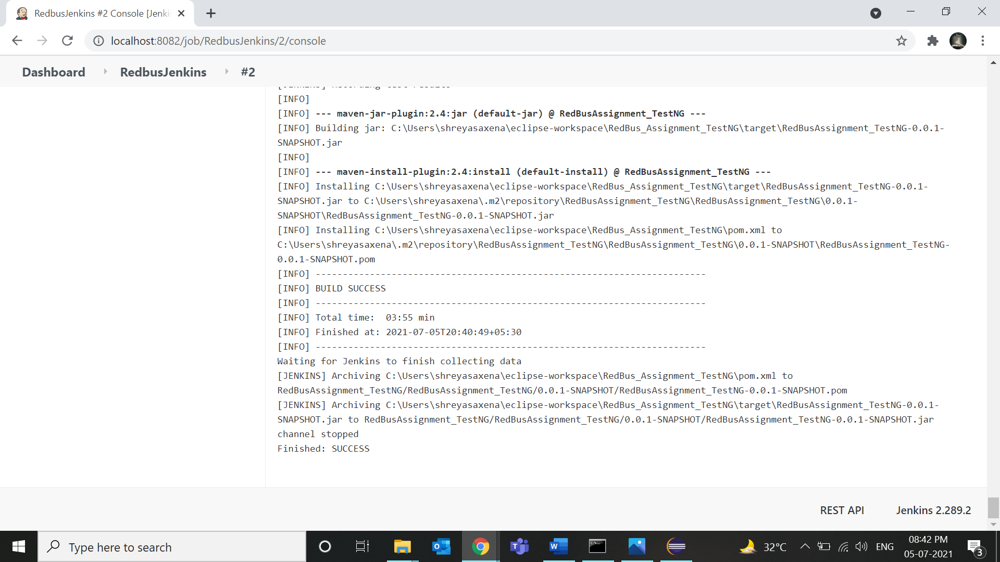 RedbusJenkins #2 Console [Jenki
localhost:8082/job/RedbusJenkins/2/console
Dashboard RedbusJenkins #2
[INFO]
[INFO] --- maven-jar-plugin:2.4:jar (default-jar) @ RedBusAssignment_TestNG ---
[INFO] Building jar: C:\Users\shreyasaxena\eclipse-workspace\RedBus_Assignment_TestNG\target\RedBusAssignment_TestNG-0.0.1-
SNAPSHOT.jar
[INFO]
[INFO] --- maven-install-plugin:2.4:install (default-install) @ RedBusAssignment_TestNG ---
[INFO] Installing C:\Users\shreyasaxena\eclipse-workspace\RedBus_Assignment_TestNG\target\RedBusAssignment_TestNG-0.0.1-
SNAPSHOT.jar to C:\Users\shreyasaxena\.m2\repository\RedBusAssignment_TestNG\RedBusAssignment_TestNG\0.0.1-
SNAPSHOT\RedBusAssignment_TestNG-0.0.1-SNAPSHOT.jar
[INFO] Installing C:\Users\shreyasaxena\eclipse-workspace\RedBus_Assignment_TestNG\pom.xml to
C:\Users\shreyasaxena\.m2\repository\RedBusAssignment_TestNG\RedBusAssignment_TestNG\0.0.1-SNAPSHOT\RedBusAssignment_TestNG-
0.0.1-SNAPSHOT.pom
[INFO] ------------------------------------------------------------------------
[INFO] BUILD SUCCESS
[INFO] ------------------------------------------------------------------------
[INFO] Total time:  03:55 min
[INFO] Finished at: 2021-07-05T20:40:49+05:30
[INFO] ------------------------------------------------------------------------
Waiting for Jenkins to finish collecting data
[JENKINS] Archiving C:\Users\shreyasaxena\eclipse-workspace\RedBus_Assignment_TestNG\pom.xml to
RedBusAssignment_TestNG/RedBusAssignment_TestNG/0.0.1-SNAPSHOT/RedBusAssignment_TestNG-0.0.1-SNAPSHOT.pom
[JENKINS] Archiving C:\Users\shreyasaxena\eclipse-workspace\RedBus_Assignment_TestNG\target\RedBusAssignment_TestNG-0.0.1-
SNAPSHOT.jar to RedBusAssignment_TestNG/RedBusAssignment_TestNG/0.0.1-SNAPSHOT/RedBusAssignment_TestNG-0.0.1-SNAPSHOT.jar
channel stopped
Finished: SUCCESS
REST API Jenkins 2.289.2
Type here to search
32°C ENG
08:42 PM
05-07-2021
3